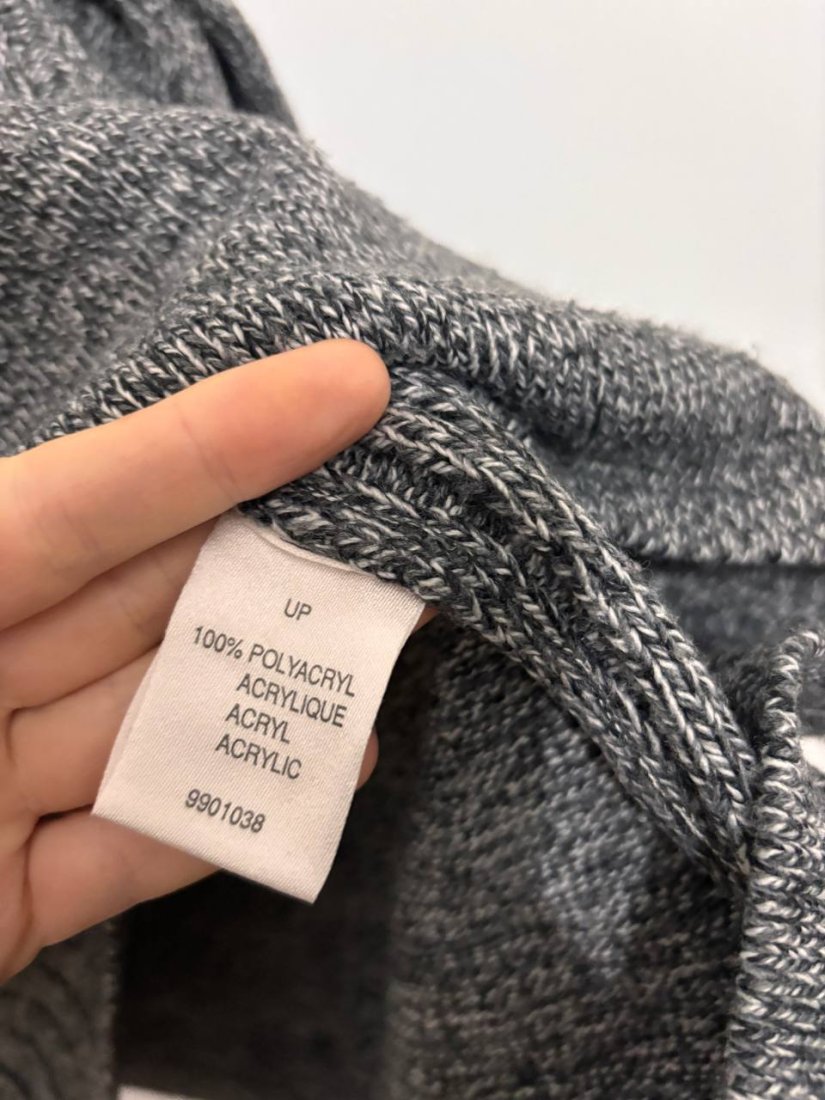 UP
100% POLYACRYL
ACRYLIQUE
ACRYL
ACRYLIC
9901038